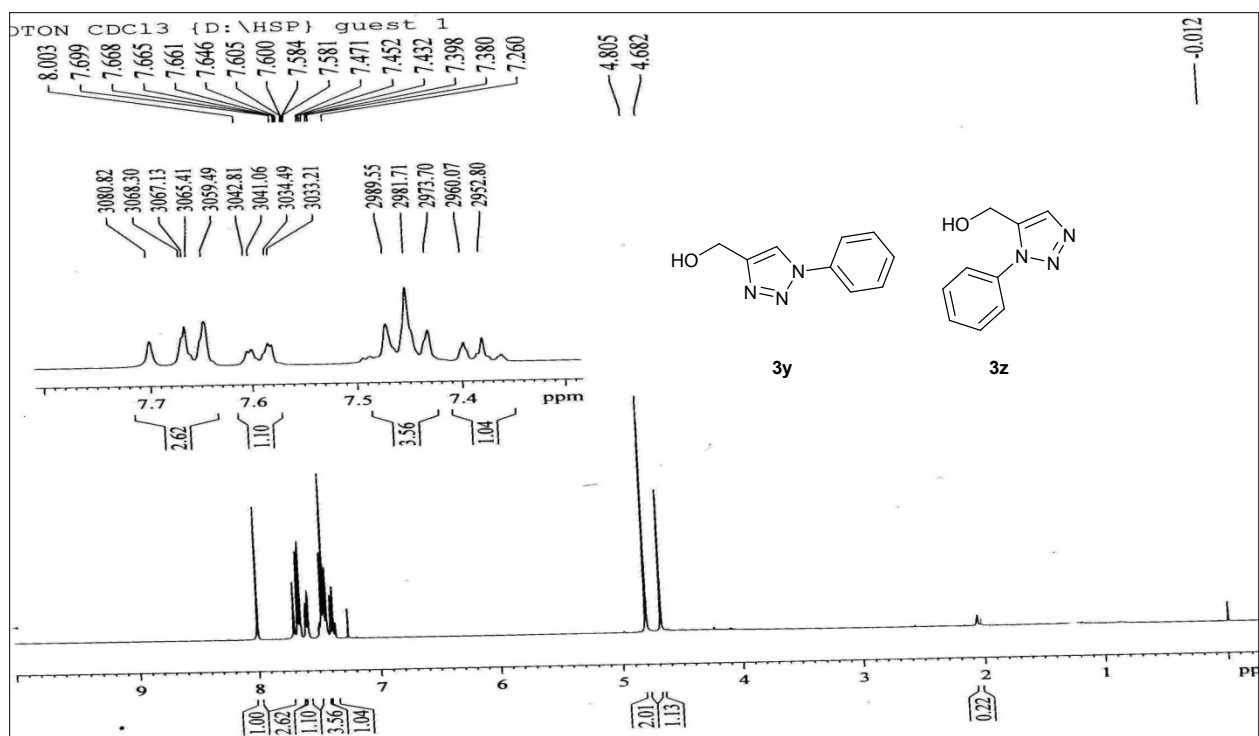 OTON CDCl3 {D:\HSP} guest 1
8.003
7.699
7.668
7.665
7.661
7.646
7.605
7.600
7.584
7.581
7.471
7.452
7.432
7.398
7.380
7.260
4.805
4.682
-0.012
3080.82
3068.30
3067.13
3065.41
3059.49
3042.81
3041.06
3034.49
3033.21
2989.55
2981.71
2973.70
2960.07
2952.80
HO
N
N
N
3y
HO
N
N
N
3z
7.7 7.6 7.5 7.4 ppm
2.62 1.10 3.56 1.04
9 8 7 6 5 4 3 2 1 pp
1.00 2.62 1.10 3.56 1.04 2.01 1.13 0.22